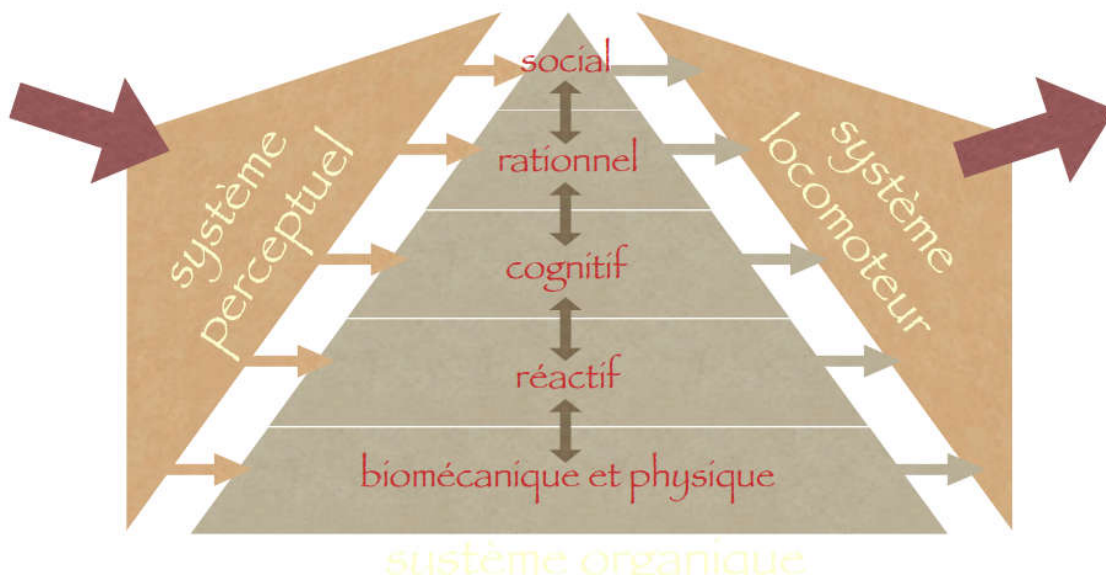 social
rationnel
cognitif
réactif
biomécanique et physique
système
perceptuel
système
locomoteur
système organique